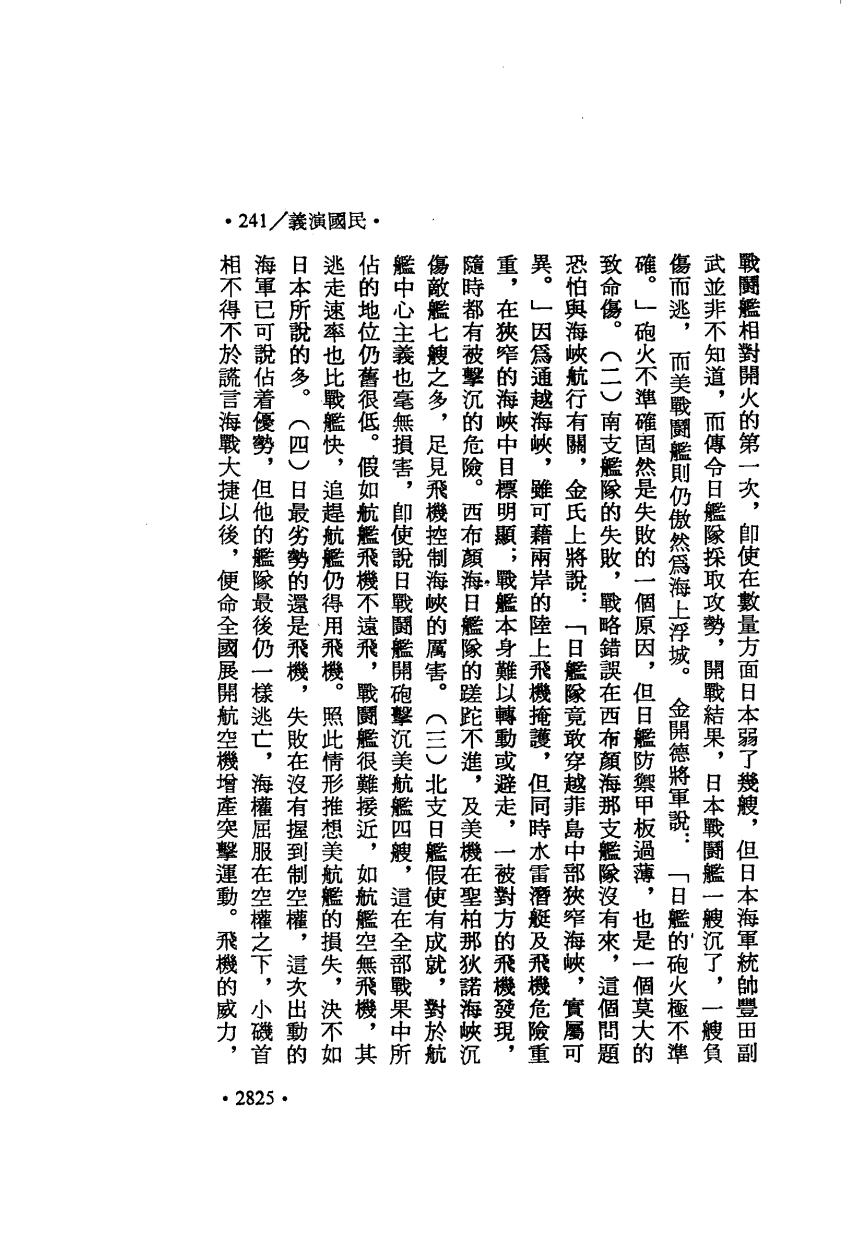 •241/義演國民•
戰鬭艦相對開火的第一次，卽使在數量方面日本弱了幾艘，但日本海軍統帥豐田副
武並非不知道，而傳令日艦隊採取攻勢，開戰結果，日本戰鬭艦一艘沉了，一艘負
傷而逃，而美戰鬭艦則仍傲然爲海上浮城。金開德將軍說：「日艦的砲火極不準
確。」砲火不準確固然是失敗的一個原因，但日艦防禦甲板過薄，也是一個莫大的
致命傷。（二）南支艦隊的失敗，戰略錯誤在西布顏海那支艦隊沒有來，這個問題
恐怕與海峽航行有關，金氏上將說：「日艦隊竟敢穿越菲島中部狹窄海峽，實屬可
異。」因爲通越海峽，雖可藉兩岸的陸上飛機掩護，但同時水雷潛艇及飛機危險重
重，在狹窄的海峽中目標明顯；戰艦本身難以轉動或避走，一被對方的飛機發現，
隨時都有被擊沉的危險。西布顏海日艦隊的蹉跎不進，及美機在聖柏那狄諾海峽沉
傷敵艦七艘之多，足見飛機控制海峽的厲害。（三）北支日艦假使有成就，對於航
艦中心主義也毫無損害，卽使說日戰鬭艦開砲擊沉美航艦四艘，這在全部戰果中所
佔的地位仍舊很低。假如航艦飛機不遠飛，戰鬭艦很難接近，如航艦空無飛機，其
逃走速率也比戰艦快，追趕航艦仍得用飛機。照此情形推想美航艦的損失，決不如
日本所說的多。（四）日最劣勢的還是飛機，失敗在沒有握到制空權，這次出動的
海軍已可說佔着優勢，但他的艦隊最後仍一樣逃亡，海權屈服在空權之下，小磯首
相不得不於謊言海戰大捷以後，便命全國展開航空機增產突擊運動。飛機的威力，
•2825•